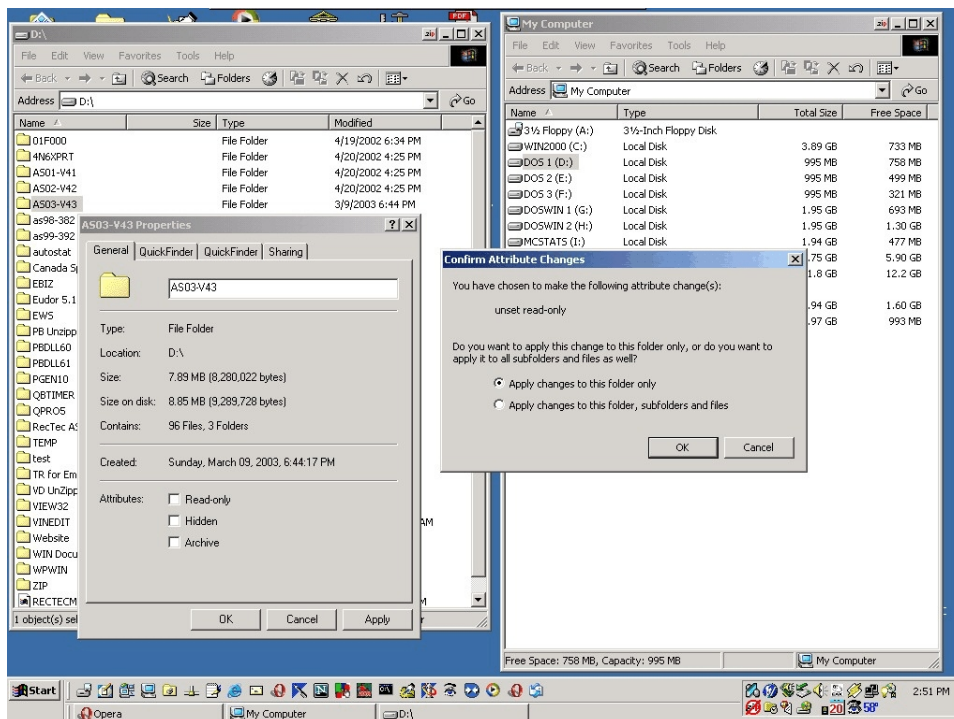 D:\
File Edit View Favorites Tools Help
Back Search Folders
Address D:\ Go
Name Size Type Modified
01F000 File Folder 4/19/2002 6:34 PM
4N6XPRT File Folder 4/20/2002 4:25 PM
AS01-V41 File Folder 4/20/2002 4:25 PM
AS02-V42 File Folder 4/20/2002 4:25 PM
AS03-V43 File Folder 3/9/2003 6:44 PM
as98-382
as99-392
autostat
Canada Sp
EBIZ
Eudor 5.1
EWS
PB Unzipp
PBDLL60
PBDLL61
PGEN10
QBTIMER
QPRO5
RecTec AS
TEMP
test
TR for Em
VD UnZipp
VIEW32
VINEDIT AM
Website
WIN Docu
WPWIN
ZIP
RECTECM
1 object(s) sel
AS03-V43 Properties
General QuickFinder QuickFinder Sharing
AS03-V43
Type: File Folder
Location: D:\
Size: 7.89 MB (8,280,022 bytes)
Size on disk: 8.85 MB (9,289,728 bytes)
Contains: 96 Files, 3 Folders
Created: Sunday, March 09, 2003, 6:44:17 PM
Attributes: Read-only
Hidden
Archive
OK Cancel Apply
My Computer
File Edit View Favorites Tools Help
Back Search Folders
Address My Computer Go
Name Type Total Size Free Space
3½ Floppy (A:) 3½-Inch Floppy Disk
WIN2000 (C:) Local Disk 3.89 GB 733 MB
DOS 1 (D:) Local Disk 995 MB 758 MB
DOS 2 (E:) Local Disk 995 MB 499 MB
DOS 3 (F:) Local Disk 995 MB 321 MB
DOSWIN 1 (G:) Local Disk 1.95 GB 693 MB
DOSWIN 2 (H:) Local Disk 1.95 GB 1.30 GB
MCSTATS (I:) Local Disk 1.94 GB 477 MB
.75 GB 5.90 GB
1.8 GB 12.2 GB
.94 GB 1.60 GB
.97 GB 993 MB
Confirm Attribute Changes
You have chosen to make the following attribute change(s):
unset read-only
Do you want to apply this change to this folder only, or do you want to
apply it to all subfolders and files as well?
Apply changes to this folder only
Apply changes to this folder, subfolders and files
OK Cancel
Free Space: 758 MB, Capacity: 995 MB My Computer
Start 2:51 PM
Opera My Computer D:\ 20 58°